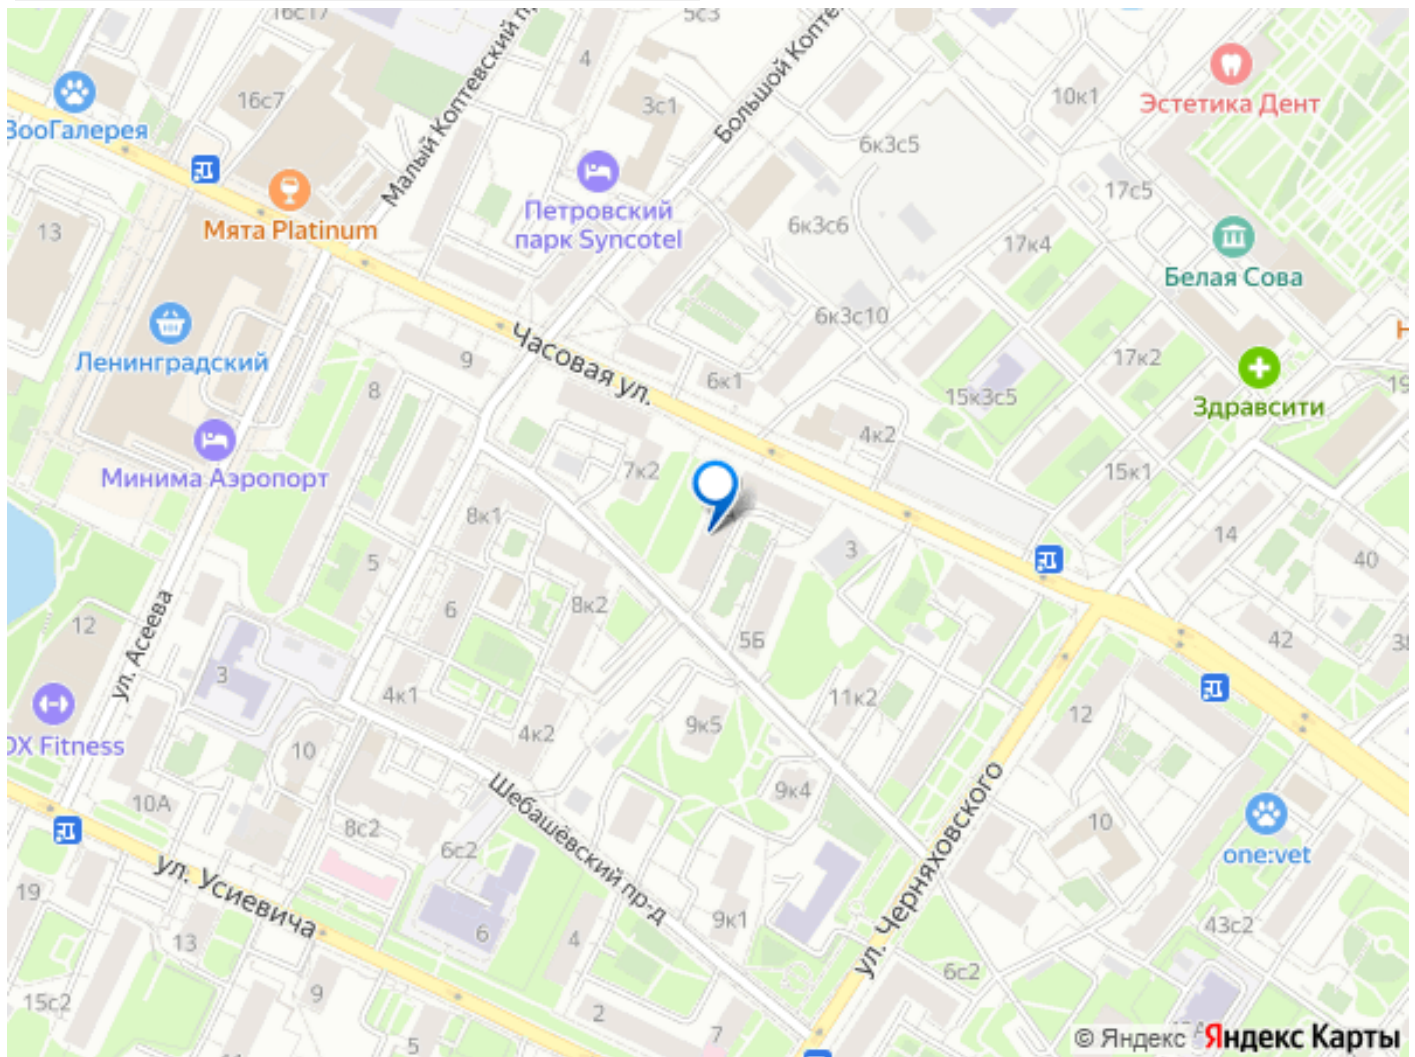 16с17
5с3
Малый Коптевский пр
Большой Копте
4
16с7
3с1
10к1
Эстетика Дент
ЗооГалерея
6к3с5
17с5
Мята Platinum
Петровский
парк Syncotel
13
6к3с6
17к4
Белая Сова
6к3с10
Ленинградский
9
Часовая ул.
6к1
17к2
8
15к3с5
19
Здравсити
4к2
Минима Аэропорт
7к2
15к1
8к1
14
5
3
40
ул. Асеева
6
8к2
12
5Б
42
3
4к1
11к2
12
OX Fitness
10
4к2
9к5
10А
Шебашёвский пр-д
9к4
ул. Черняховского
8с2
6с2
10
one:vet
ул. Усиевича
19
13
6
4
9к1
43с2
6с2
15с2
9
2
7
5
© Яндекс
Яндекс Карты